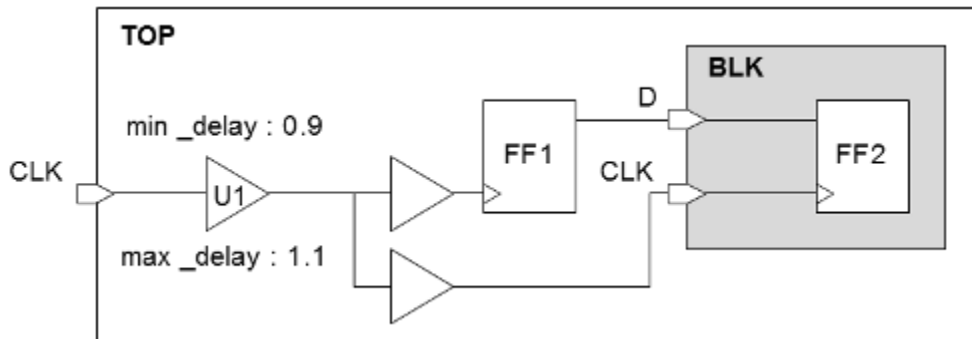 TOP
BLK
D
min _delay : 0.9
FF1
FF2
CLK
U1
CLK
max _delay : 1.1